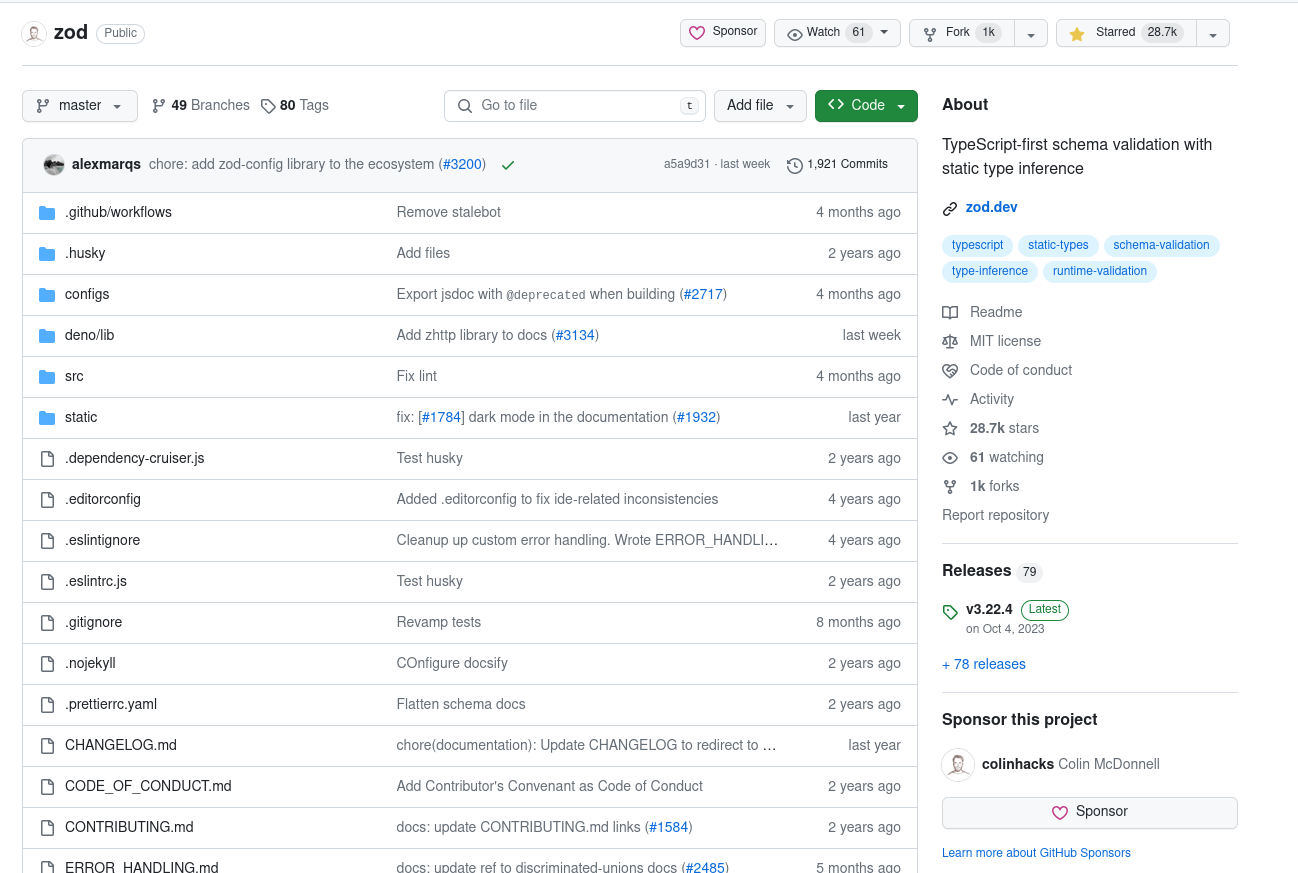 zod Public Sponsor Watch 61 Fork 1k Starred 28.7k
master 49 Branches 80 Tags Go to file t Add file Code
alexmarqs chore: add zod-config library to the ecosystem (#3200) a5a9d31 · last week 1,921 Commits
.github/workflows Remove stalebot 4 months ago
.husky Add files 2 years ago
configs Export jsdoc with @deprecated when building (#2717) 4 months ago
deno/lib Add zhttp library to docs (#3134) last week
src Fix lint 4 months ago
static fix: [#1784] dark mode in the documentation (#1932) last year
.dependency-cruiser.js Test husky 2 years ago
.editorconfig Added .editorconfig to fix ide-related inconsistencies 4 years ago
.eslintignore Cleanup up custom error handling. Wrote ERROR_HANDLI... 4 years ago
.eslintrc.js Test husky 2 years ago
.gitignore Revamp tests 8 months ago
.nojekyll COnfigure docsify 2 years ago
.prettierrc.yaml Flatten schema docs 2 years ago
CHANGELOG.md chore(documentation): Update CHANGELOG to redirect to ... last year
CODE_OF_CONDUCT.md Add Contributor's Convenant as Code of Conduct 2 years ago
CONTRIBUTING.md docs: update CONTRIBUTING.md links (#1584) 2 years ago
ERROR_HANDLING.md docs: update ref to discriminated-unions docs (#2485) 5 months ago
About
TypeScript-first schema validation with
static type inference
zod.dev
typescript static-types schema-validation
type-inference runtime-validation
Readme
MIT license
Code of conduct
Activity
28.7k stars
61 watching
1k forks
Report repository
Releases 79
v3.22.4 Latest
on Oct 4, 2023
+ 78 releases
Sponsor this project
colinhacks Colin McDonnell
Sponsor
Learn more about GitHub Sponsors